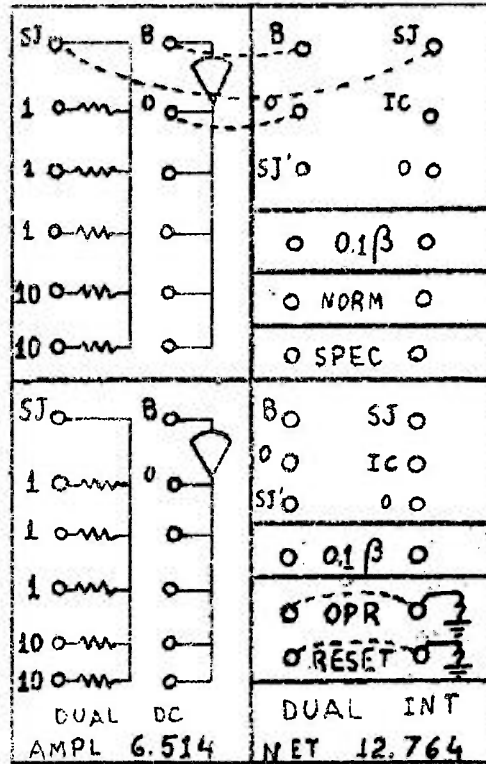 SJ B B SJ
1 0 0 IC
1 SJ' 0
1 0.1β
10 NORM
10 SPEC
SJ B B SJ
1 0 0 IC
1 SJ' 0
1 0.1β
10 OPR
10 RESET
DUAL DC DUAL INT
AMPL 6.514 NET 12.764